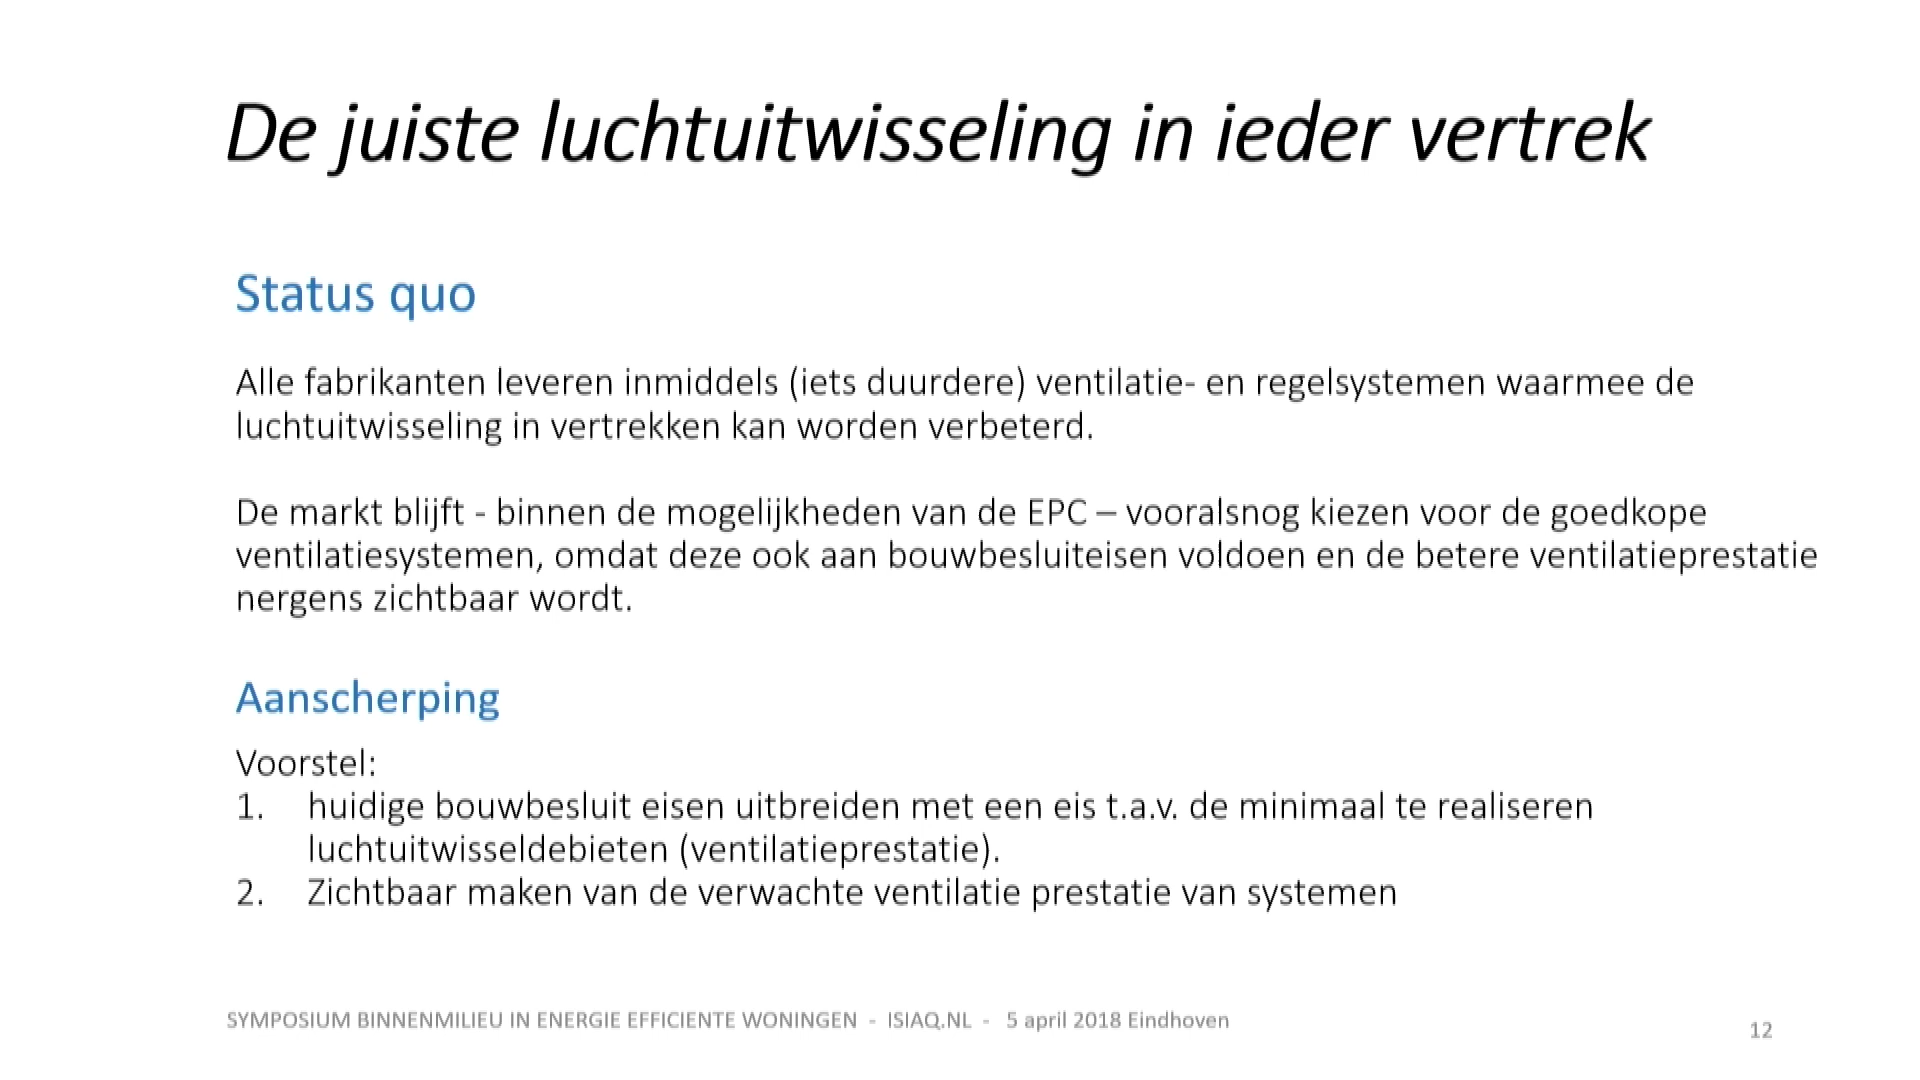 De juiste luchtuitwisseling in ieder vertrek
Status quo
Alle fabrikanten leveren inmiddels (iets duurdere) ventilatie- en regelsystemen waarmee de
luchtuitwisseling in vertrekken kan worden verbeterd.
De markt blijft - binnen de mogelijkheden van de EPC – vooralsnog kiezen voor de goedkope
ventilatiesystemen, omdat deze ook aan bouwbesluiteisen voldoen en de betere ventilatieprestatie
nergens zichtbaar wordt.
Aanscherping
Voorstel:
1. huidige bouwbesluit eisen uitbreiden met een eis t.a.v. de minimaal te realiseren
luchtuitwisseldebieten (ventilatieprestatie).
2. Zichtbaar maken van de verwachte ventilatie prestatie van systemen
SYMPOSIUM BINNENMILIEU IN ENERGIE EFFICIENTE WONINGEN - ISIAQ.NL - 5 april 2018 Eindhoven
12